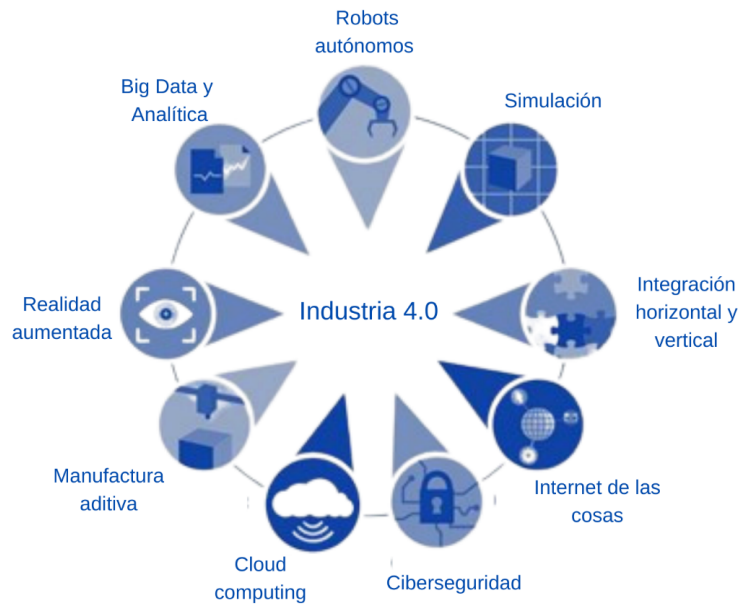 Robots
autónomos
Big Data y
Analítica
Simulación
Realidad
aumentada
Industria 4.0
Integración
horizontal y
vertical
Manufactura
aditiva
Internet de las
cosas
Cloud
computing
Ciberseguridad